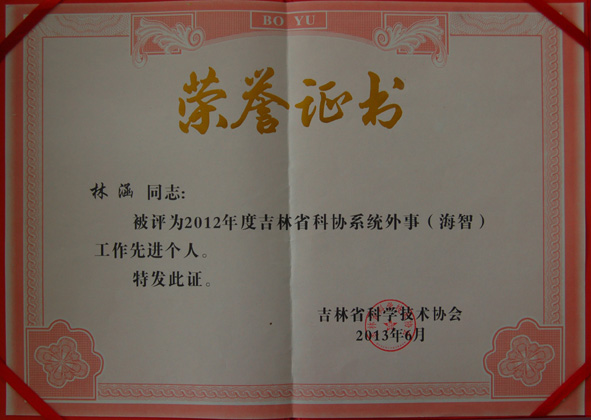 BO YU
荣誉证书
林涵 同志:
被评为2012年度吉林省科协系统外事（海智）
工作先进个人。
特发此证。
吉林省科学技术协会
2013年6月